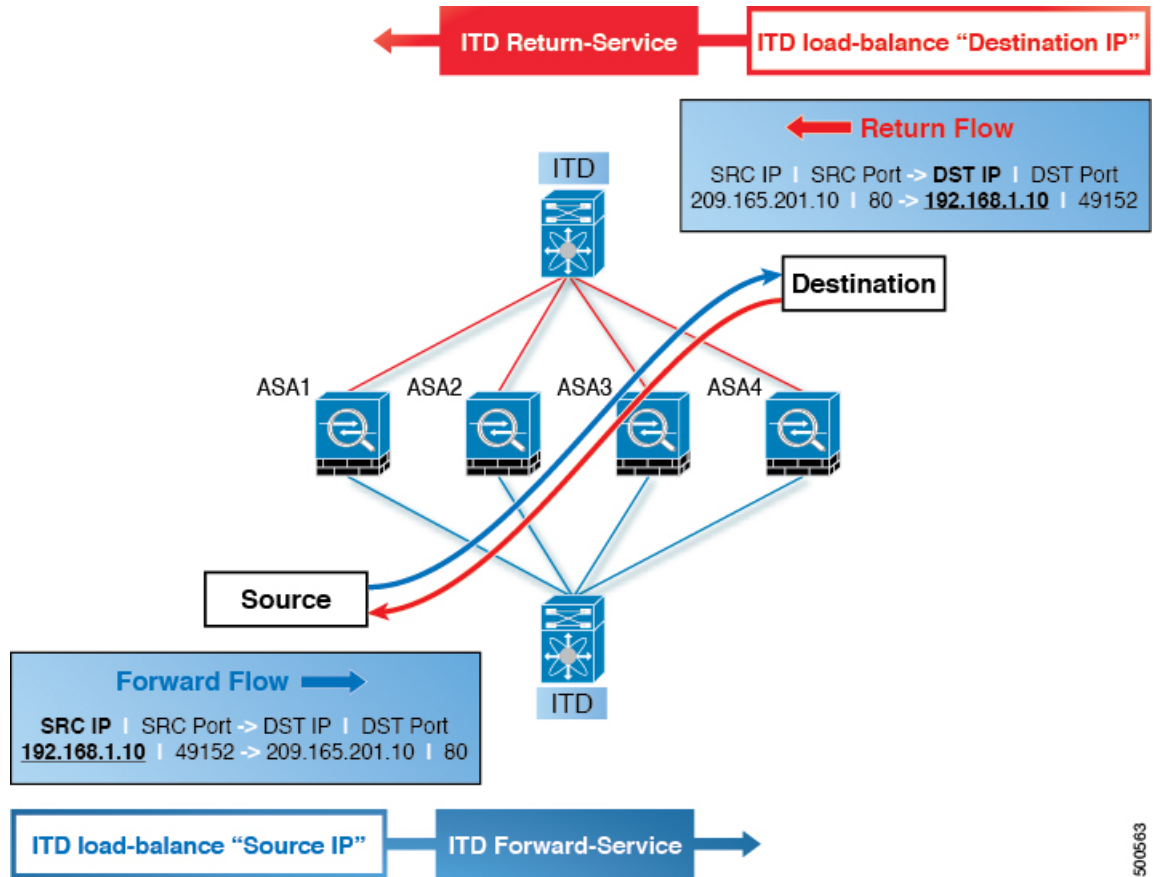 ITD Return-Service
ITD load-balance “Destination IP”
Return Flow
SRC IP | SRC Port -> DST IP | DST Port
209.165.201.10 | 80 -> 192.168.1.10 | 49152
ITD
Destination
ASA1
ASA2
ASA3
ASA4
Source
ITD
Forward Flow
SRC IP | SRC Port -> DST IP | DST Port
192.168.1.10 | 49152 -> 209.165.201.10 | 80
ITD load-balance “Source IP”
ITD Forward-Service
500563